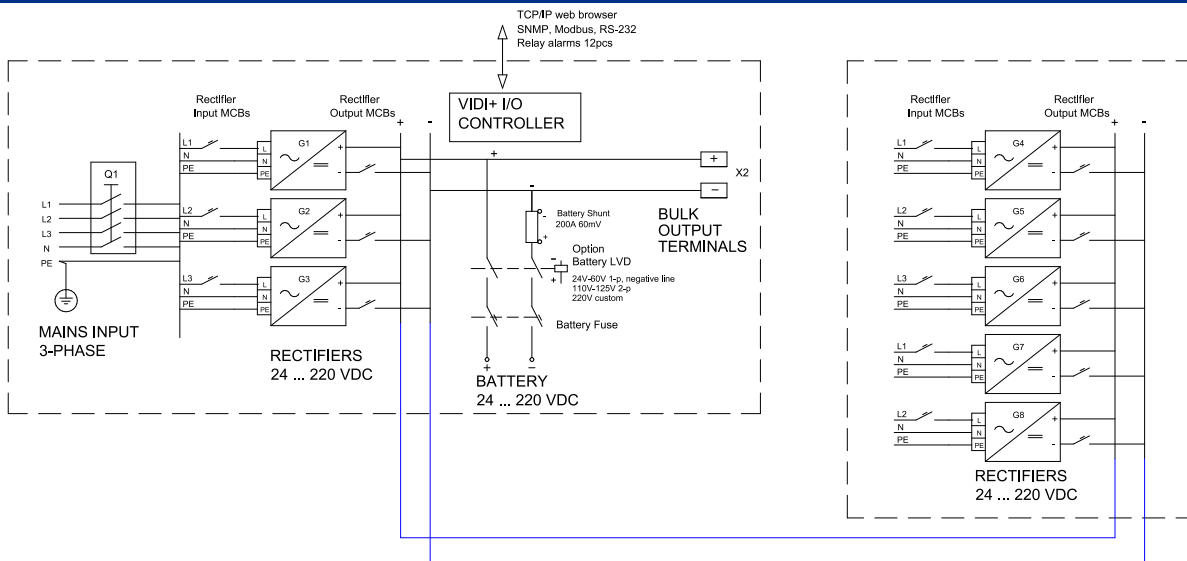 TCP/IP web browser
SNMP, Modbus, RS-232
Relay alarms 12pcs
VIDI+ I/O
CONTROLLER
Rectifier
Input MCBs
Rectifier
Output MCBs
+ -
L1
N
PE
L
N
PE
G1
+
-
L2
N
PE
L
N
PE
G2
+
-
L3
N
PE
L
N
PE
G3
+
-
Q1
L1
L2
L3
N
PE
MAINS INPUT
3-PHASE
RECTIFIERS
24 ... 220 VDC
+
-
+
−
X2
BULK
OUTPUT
TERMINALS
-
Battery Shunt
200A 60mV
+
Option
Battery LVD
-
+
24V-60V 1-p, negative line
110V-125V 2-p
220V custom
Battery Fuse
+ −
BATTERY
24 ... 220 VDC
Rectifier
Input MCBs
Rectifier
Output MCBs
+ -
L1
N
PE
L
N
PE
G4
+
-
L2
N
PE
L
N
PE
G5
+
-
L3
N
PE
L
N
PE
G6
+
-
L1
N
PE
L
N
PE
G7
+
-
L2
N
PE
L
N
PE
G8
+
-
RECTIFIERS
24 ... 220 VDC